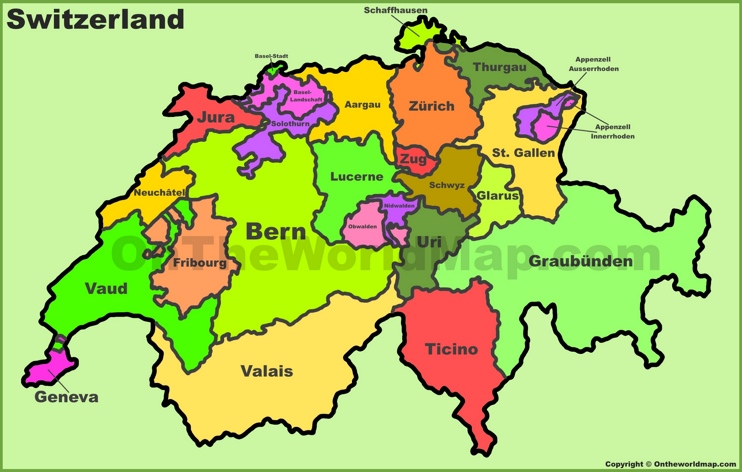 Switzerland
Schaffhausen
Basel-Stadt
Thurgau
Appenzell
Ausserrhoden
Basel-
Landschaft
Aargau
Zürich
Jura
Solothurn
Appenzell
Innerrhoden
St. Gallen
Zug
Lucerne
Schwyz
Neuchâtel
Glarus
Nidwalden
Obwalden
Bern
Uri
OnTheWorldMap.com
Fribourg
Graubünden
Vaud
Ticino
Valais
Geneva
Copyright © Ontheworldmap.com